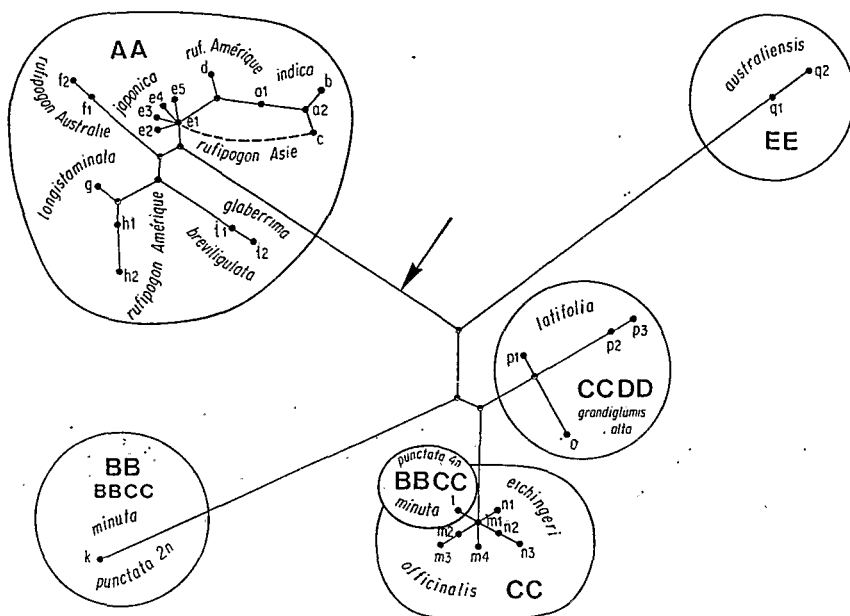 AA
ruf. Amérique
indica
japonica
rufipogon Australie
rufipogon Asie
longistaminata
rufipogon Amérique
glaberrima
breviligulata
f2
f1
e5
e4
e3
e2
e1
d
a1
b
a2
c
g
h1
h2
i1
i2
australiensis
q2
q1
EE
latifolia
p1
p2
p3
CCDD
grandiglumis
alta
o
BB
BBCC
minuta
k
punctata 2n
punctata 4n
BBCC
minuta
eichingeri
l
n1
m1
m2
n2
m3
m4
n3
officinalis
CC